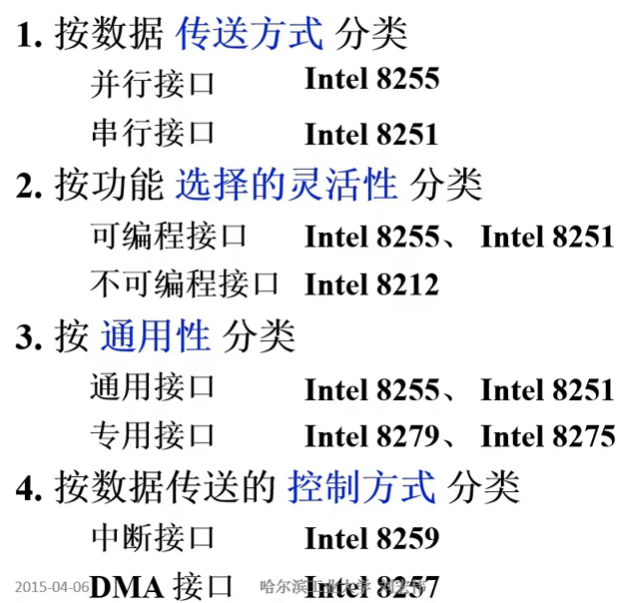 1. 按数据 传送方式 分类
并行接口 Intel 8255
串行接口 Intel 8251
2. 按功能 选择的灵活性 分类
可编程接口 Intel 8255、 Intel 8251
不可编程接口 Intel 8212
3. 按 通用性 分类
通用接口 Intel 8255、 Intel 8251
专用接口 Intel 8279、 Intel 8275
4. 按数据传送的 控制方式 分类
中断接口 Intel 8259
DMA 接口 Intel 8257
2015-04-06 哈尔滨工业大学